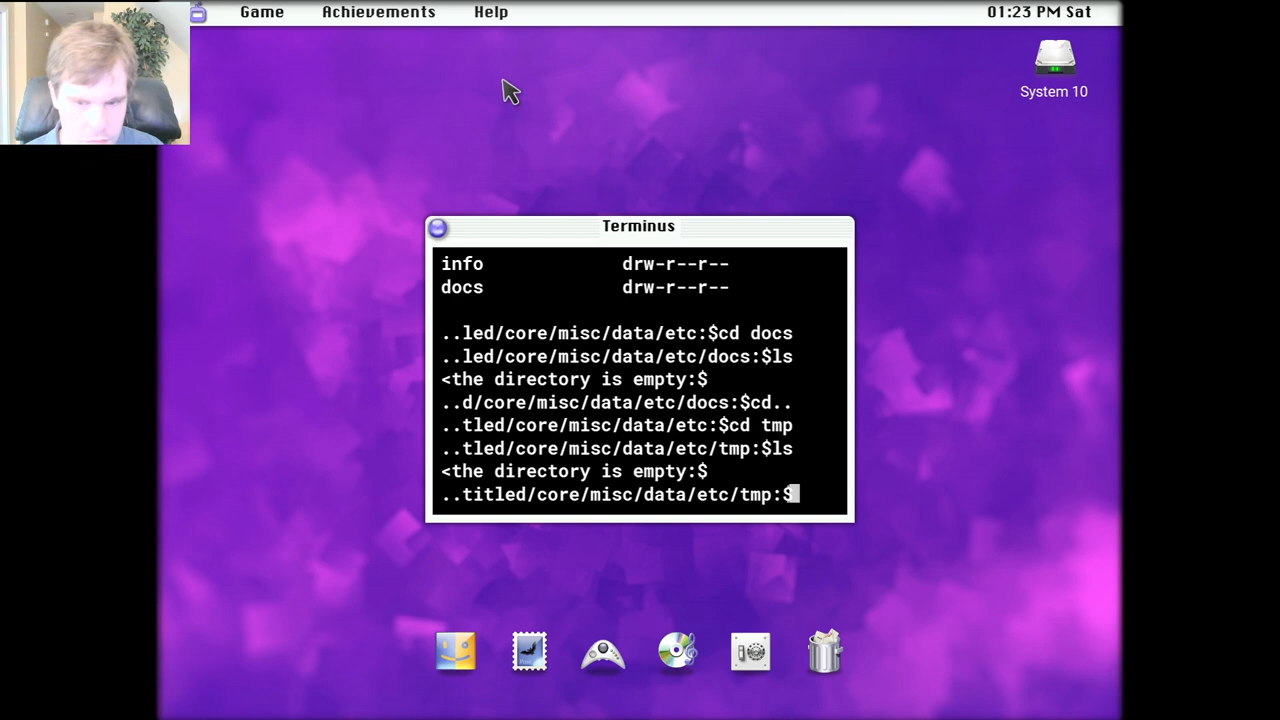 Game Achievements Help 01:23 PM Sat
System 10
Terminus
info drw-r--r--
docs drw-r--r--
..led/core/misc/data/etc:$cd docs
..led/core/misc/data/etc/docs:$ls
<the directory is empty:$
..d/core/misc/data/etc/docs:$cd..
..tled/core/misc/data/etc:$cd tmp
..tled/core/misc/data/etc/tmp:$ls
<the directory is empty:$
..titled/core/misc/data/etc/tmp:$